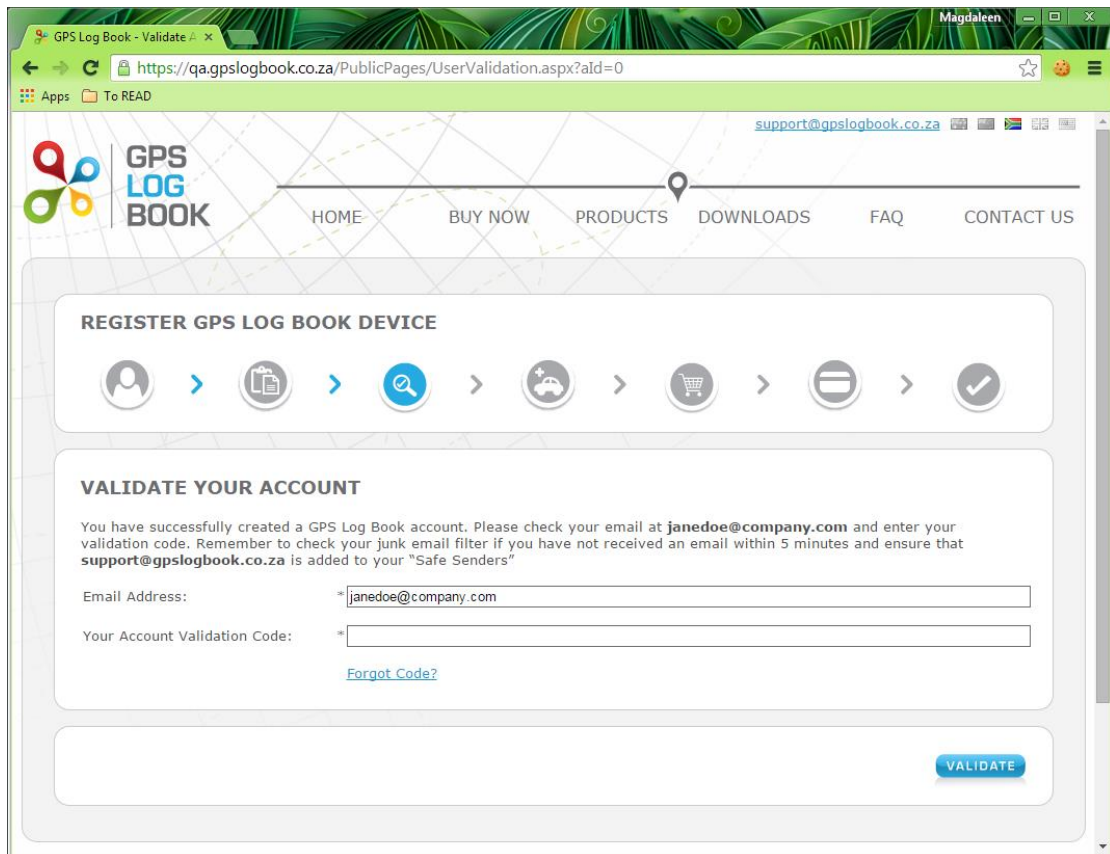 Magdaleen
GPS Log Book - Validate A
https://qa.gpslogbook.co.za/PublicPages/UserValidation.aspx?aId=0
Apps To READ
support@gpslogbook.co.za
GPS
LOG
BOOK
HOME BUY NOW PRODUCTS DOWNLOADS FAQ CONTACT US
REGISTER GPS LOG BOOK DEVICE
VALIDATE YOUR ACCOUNT
You have successfully created a GPS Log Book account. Please check your email at janedoe@company.com and enter your
validation code. Remember to check your junk email filter if you have not received an email within 5 minutes and ensure that
support@gpslogbook.co.za is added to your “Safe Senders”
Email Address: * janedoe@company.com
Your Account Validation Code: *
Forgot Code?
VALIDATE